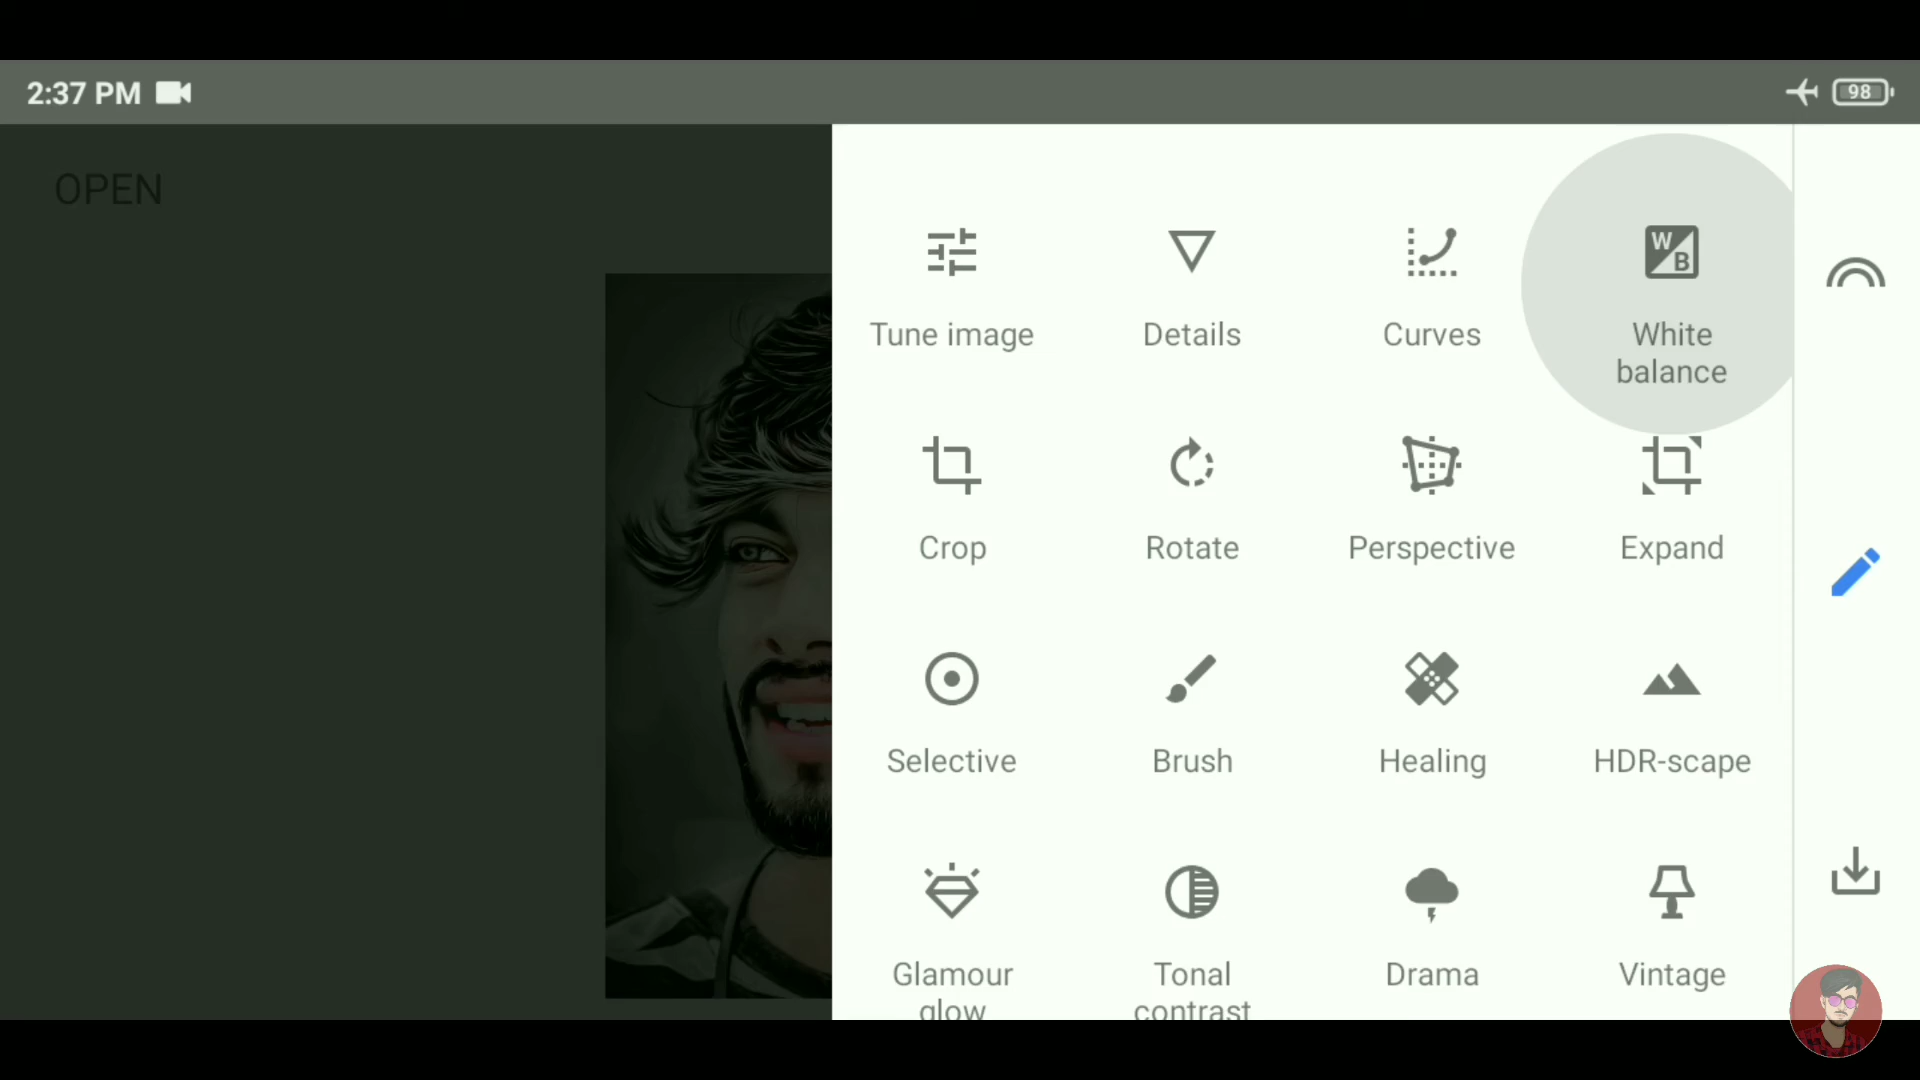 2:37 PM
98
OPEN
W
B
Tune image
Details
Curves
White
balance
Crop
Rotate
Perspective
Expand
Selective
Brush
Healing
HDR-scape
Glamour
glow
Tonal
contrast
Drama
Vintage